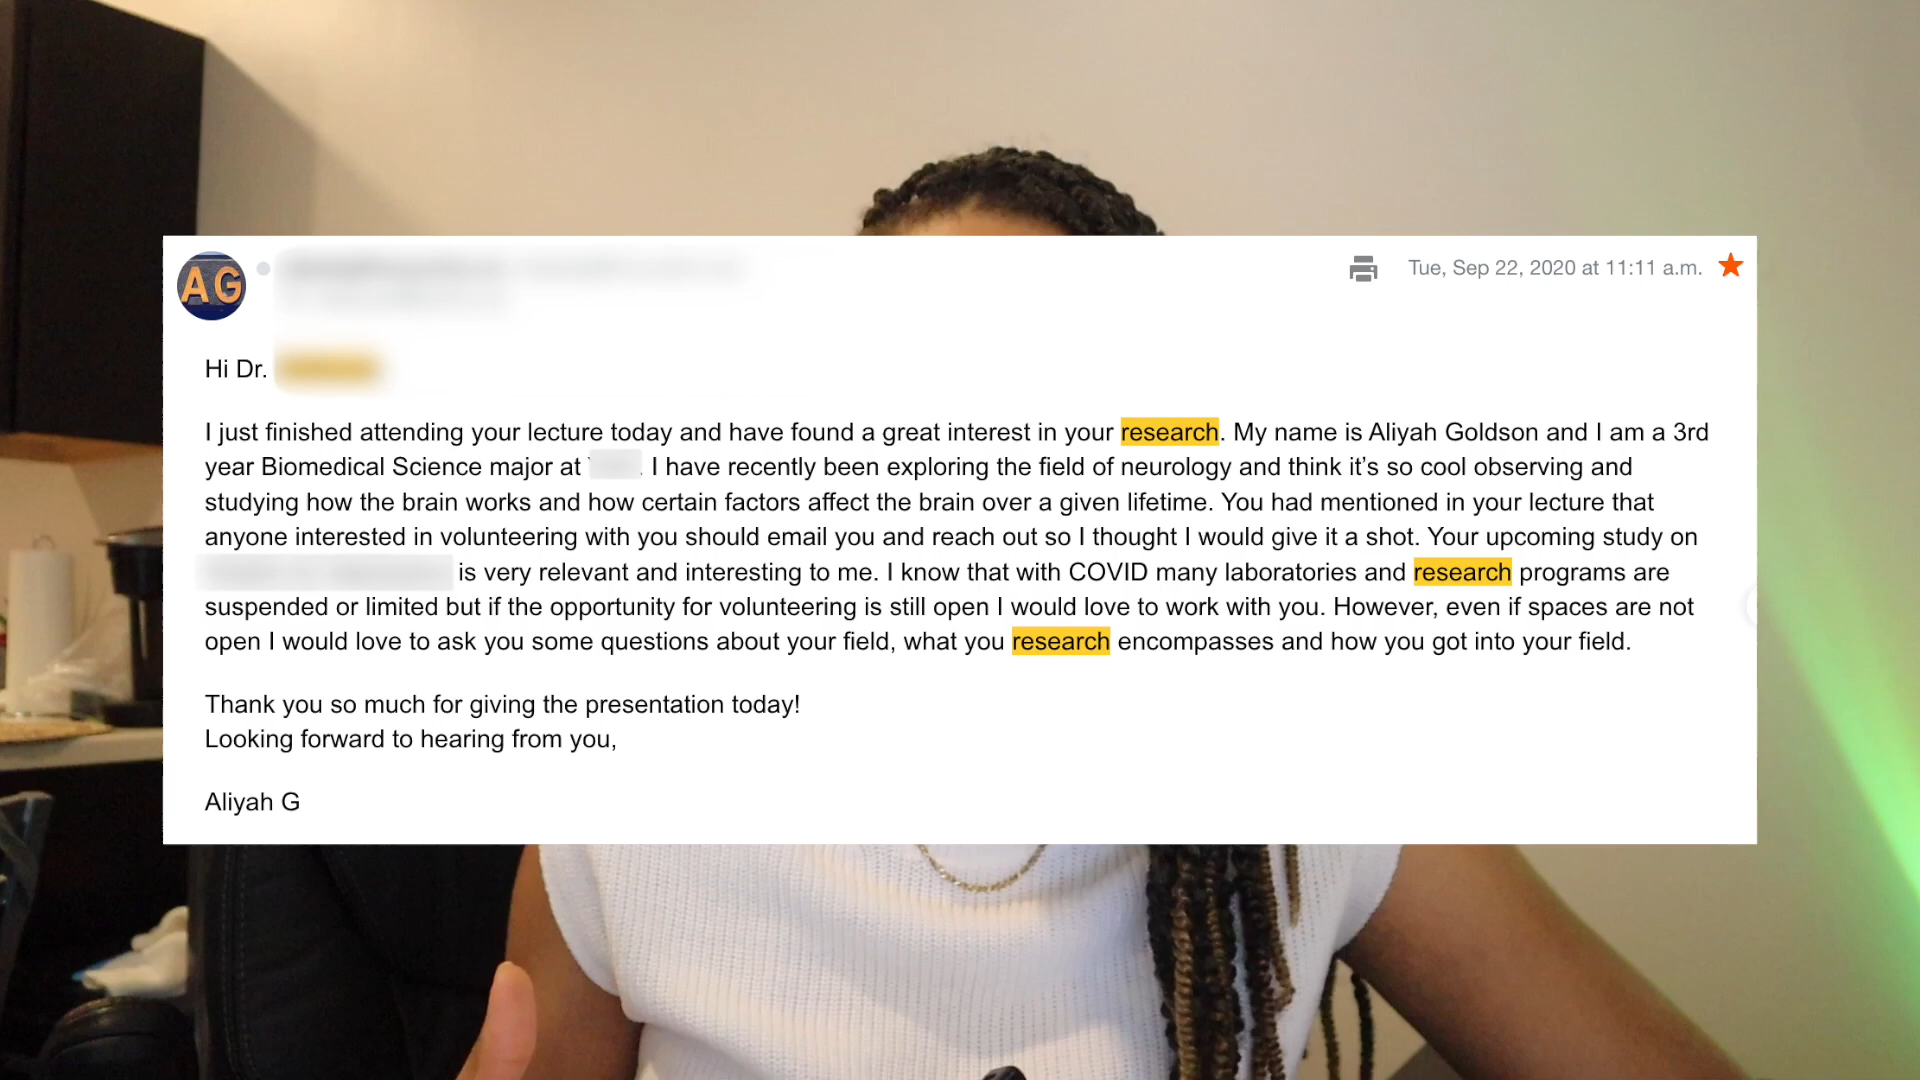 AG
Tue, Sep 22, 2020 at 11:11 a.m.
Hi Dr.
I just finished attending your lecture today and have found a great interest in your research. My name is Aliyah Goldson and I am a 3rd
year Biomedical Science major at . I have recently been exploring the field of neurology and think it’s so cool observing and
studying how the brain works and how certain factors affect the brain over a given lifetime. You had mentioned in your lecture that
anyone interested in volunteering with you should email you and reach out so I thought I would give it a shot. Your upcoming study on
is very relevant and interesting to me. I know that with COVID many laboratories and research programs are
suspended or limited but if the opportunity for volunteering is still open I would love to work with you. However, even if spaces are not
open I would love to ask you some questions about your field, what you research encompasses and how you got into your field.
Thank you so much for giving the presentation today!
Looking forward to hearing from you,
Aliyah G